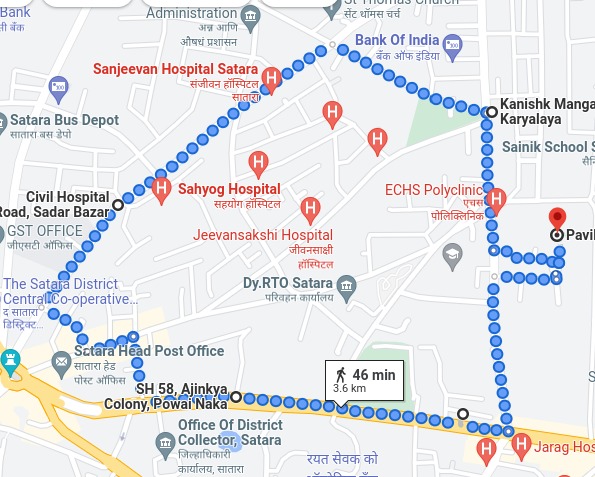 St Thomas Church
सेंट थॉमस चर्च
Administration
अन्न आणि
औषधं प्रशासन
Bank
Bank Of India
बँक ऑफ इंडिया
Sanjeevan Hospital Satara
संजीवन हॉस्पिटल
सातारा
Kanishk Manga
Karyalaya
Satara Bus Depot
सातारा बस डेपो
Sainik School S
Sahyog Hospital
सहयोग हॉस्पिटल
ECHS Polyclinic
एचस
पोलिक्लिनिक
Civil Hospital
Road, Sadar Bazar
GST OFFICE
जीएसटी ऑफिस
Jeevansakshi Hospital
जीवनसाक्षी
हॉस्पिटल
Pavil
The Satara District
Central Co-operative...
द सातारा
डिस्ट्रिक्ट...
Dy.RTO Satara
परिवहन कार्यालय
Satara Head Post Office
सातारा हेड
पोस्ट ऑफिस
46 min
3.6 km
SH 58, Ajinkya
Colony, Powai Naka
Office Of District
Collector, Satara
जिल्हाधिकारी
कार्यालय, सातारा
Jarag Hos
रयत सेवक को